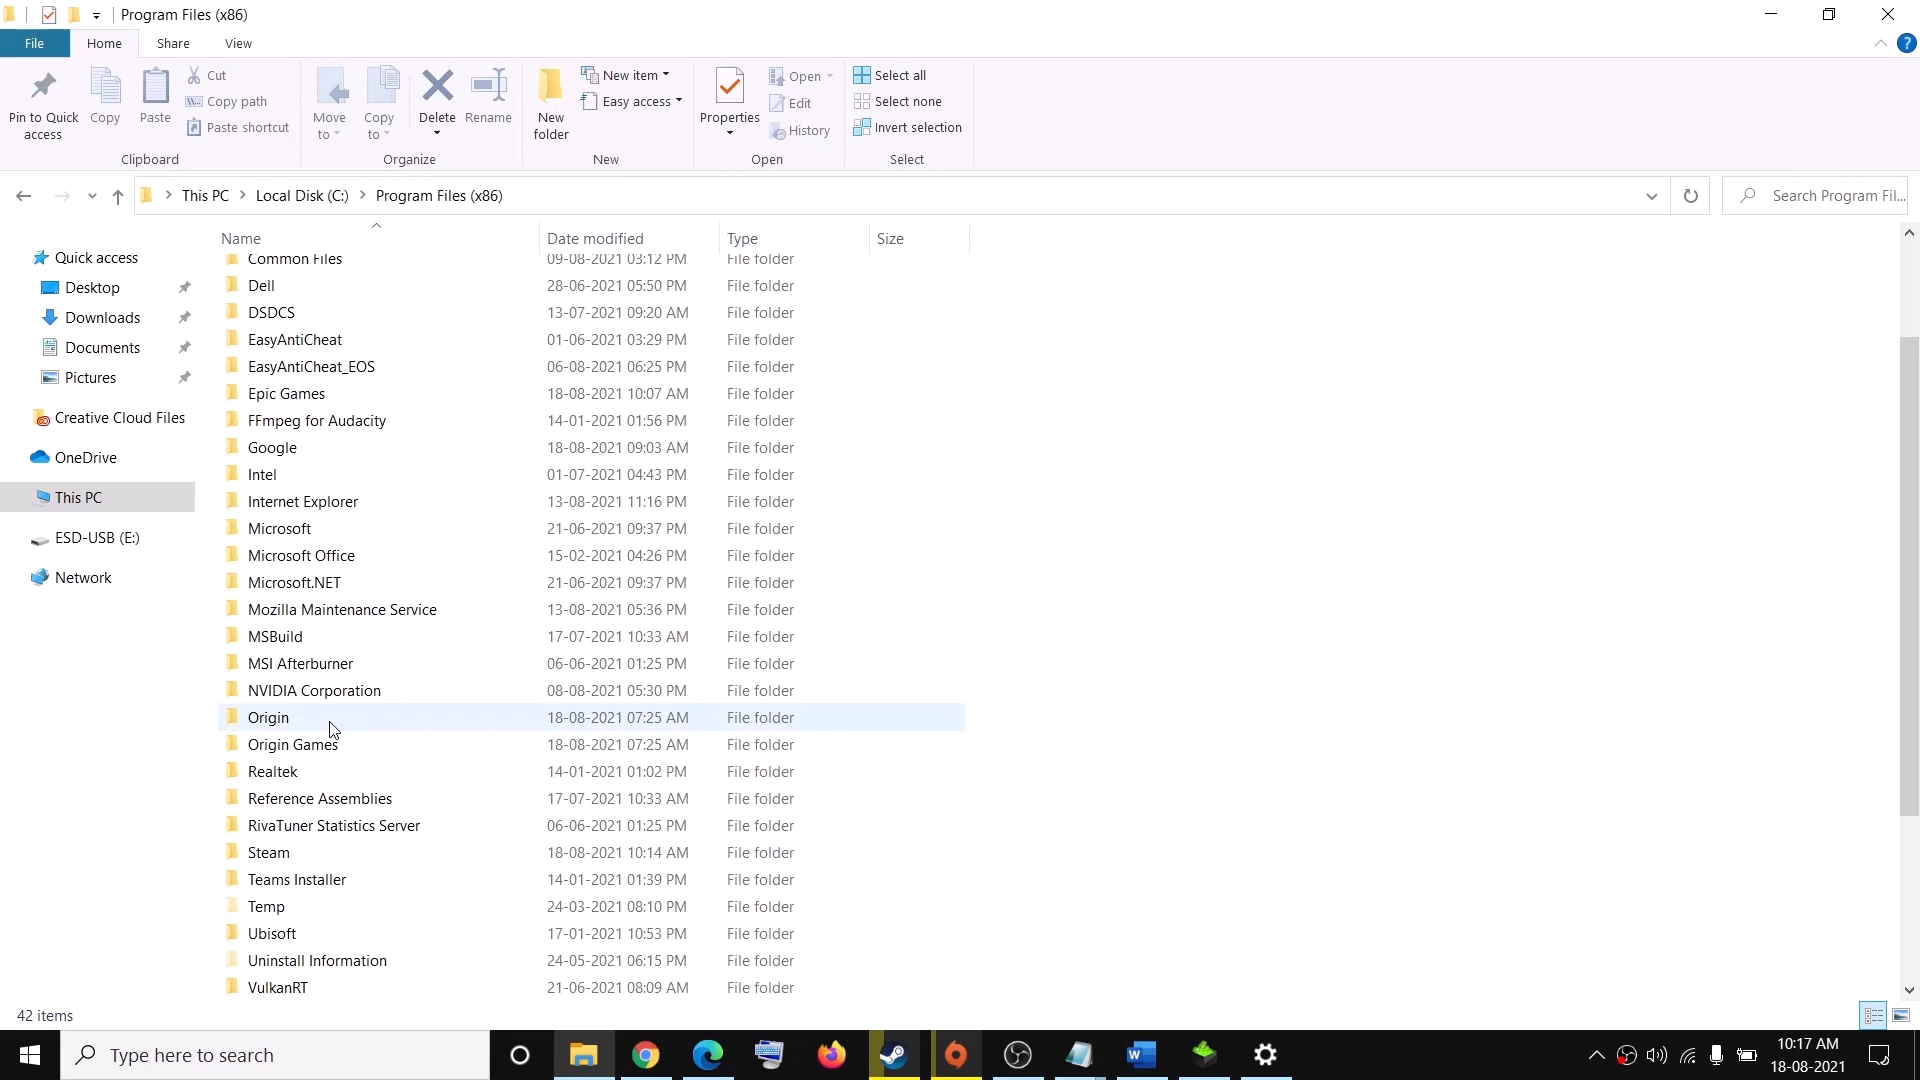 Program Files (x86)
File Home Share View
Pin to Quick access
Copy
Paste
Cut
Copy path
Paste shortcut
Clipboard
Move to
Copy to
Delete
Rename
Organize
New folder
New item
Easy access
New
Properties
Open
Edit
History
Open
Select all
Select none
Invert selection
Select
This PC > Local Disk (C:) > Program Files (x86)
Search Program Fil...
Quick access
Desktop
Downloads
Documents
Pictures
Creative Cloud Files
OneDrive
This PC
ESD-USB (E:)
Network
Name Date modified Type Size
Common Files 09-08-2021 03:12 PM File folder
Dell 28-06-2021 05:50 PM File folder
DSDCS 13-07-2021 09:20 AM File folder
EasyAntiCheat 01-06-2021 03:29 PM File folder
EasyAntiCheat_EOS 06-08-2021 06:25 PM File folder
Epic Games 18-08-2021 10:07 AM File folder
FFmpeg for Audacity 14-01-2021 01:56 PM File folder
Google 18-08-2021 09:03 AM File folder
Intel 01-07-2021 04:43 PM File folder
Internet Explorer 13-08-2021 11:16 PM File folder
Microsoft 21-06-2021 09:37 PM File folder
Microsoft Office 15-02-2021 04:26 PM File folder
Microsoft.NET 21-06-2021 09:37 PM File folder
Mozilla Maintenance Service 13-08-2021 05:36 PM File folder
MSBuild 17-07-2021 10:33 AM File folder
MSI Afterburner 06-06-2021 01:25 PM File folder
NVIDIA Corporation 08-08-2021 05:30 PM File folder
Origin 18-08-2021 07:25 AM File folder
Origin Games 18-08-2021 07:25 AM File folder
Realtek 14-01-2021 01:02 PM File folder
Reference Assemblies 17-07-2021 10:33 AM File folder
RivaTuner Statistics Server 06-06-2021 01:25 PM File folder
Steam 18-08-2021 10:14 AM File folder
Teams Installer 14-01-2021 01:39 PM File folder
Temp 24-03-2021 08:10 PM File folder
Ubisoft 17-01-2021 10:53 PM File folder
Uninstall Information 24-05-2021 06:15 PM File folder
VulkanRT 21-06-2021 08:09 AM File folder
42 items
Type here to search
10:17 AM
18-08-2021